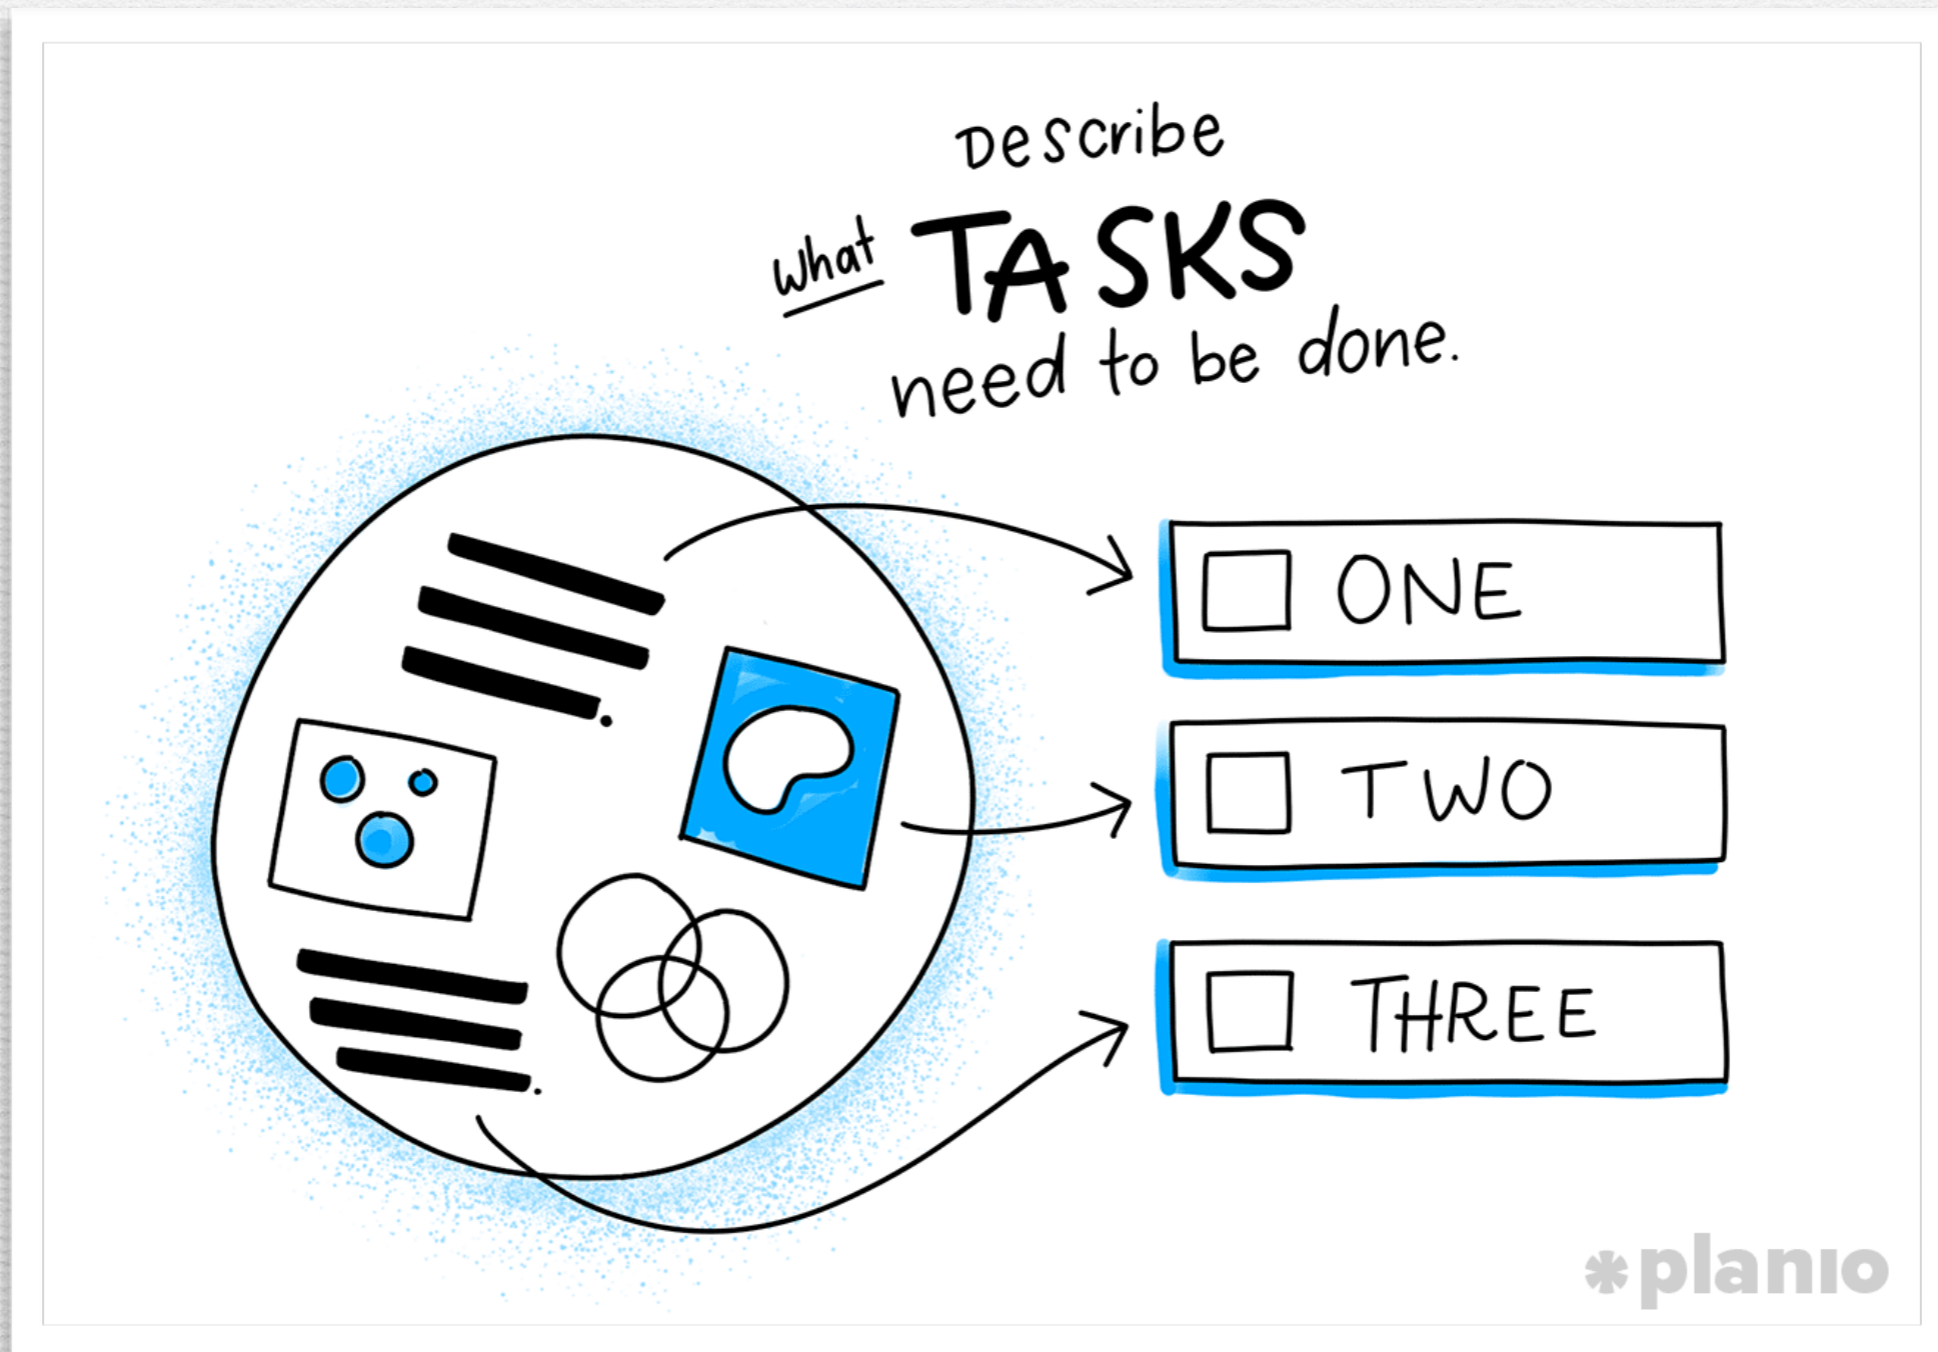 Describe
what TASKS
need to be done.
ONE
TWO
THREE
*planio